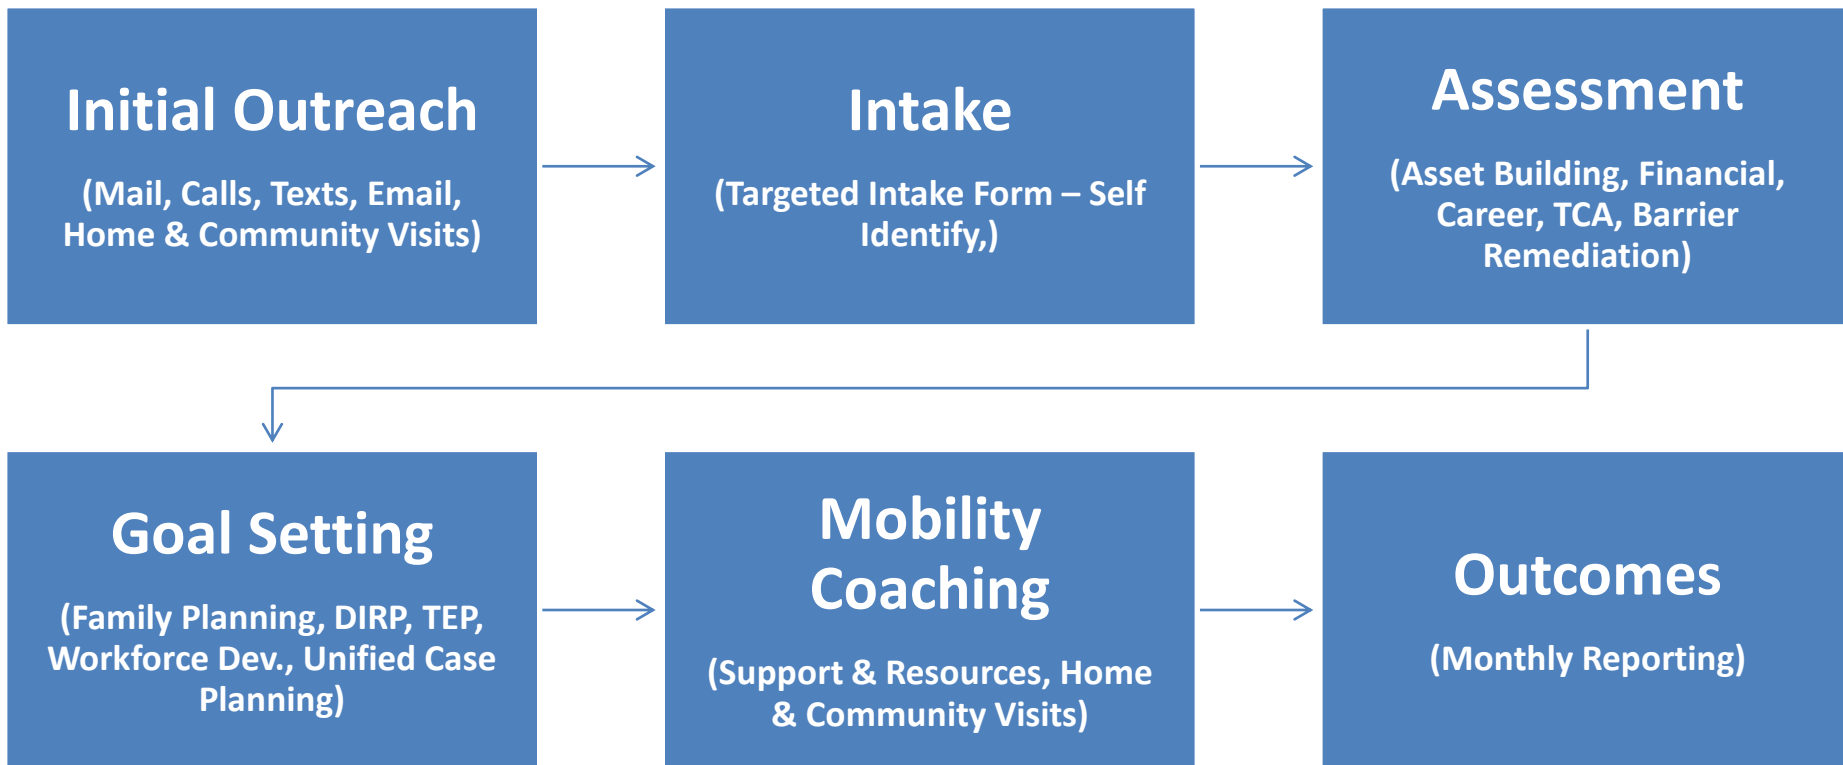 Initial Outreach
(Mail, Calls, Texts, Email,
Home & Community Visits)
Intake
(Targeted Intake Form – Self
Identify,)
Assessment
(Asset Building, Financial,
Career, TCA, Barrier
Remediation)
Goal Setting
(Family Planning, DIRP, TEP,
Workforce Dev., Unified Case
Planning)
Mobility
Coaching
(Support & Resources, Home
& Community Visits)
Outcomes
(Monthly Reporting)